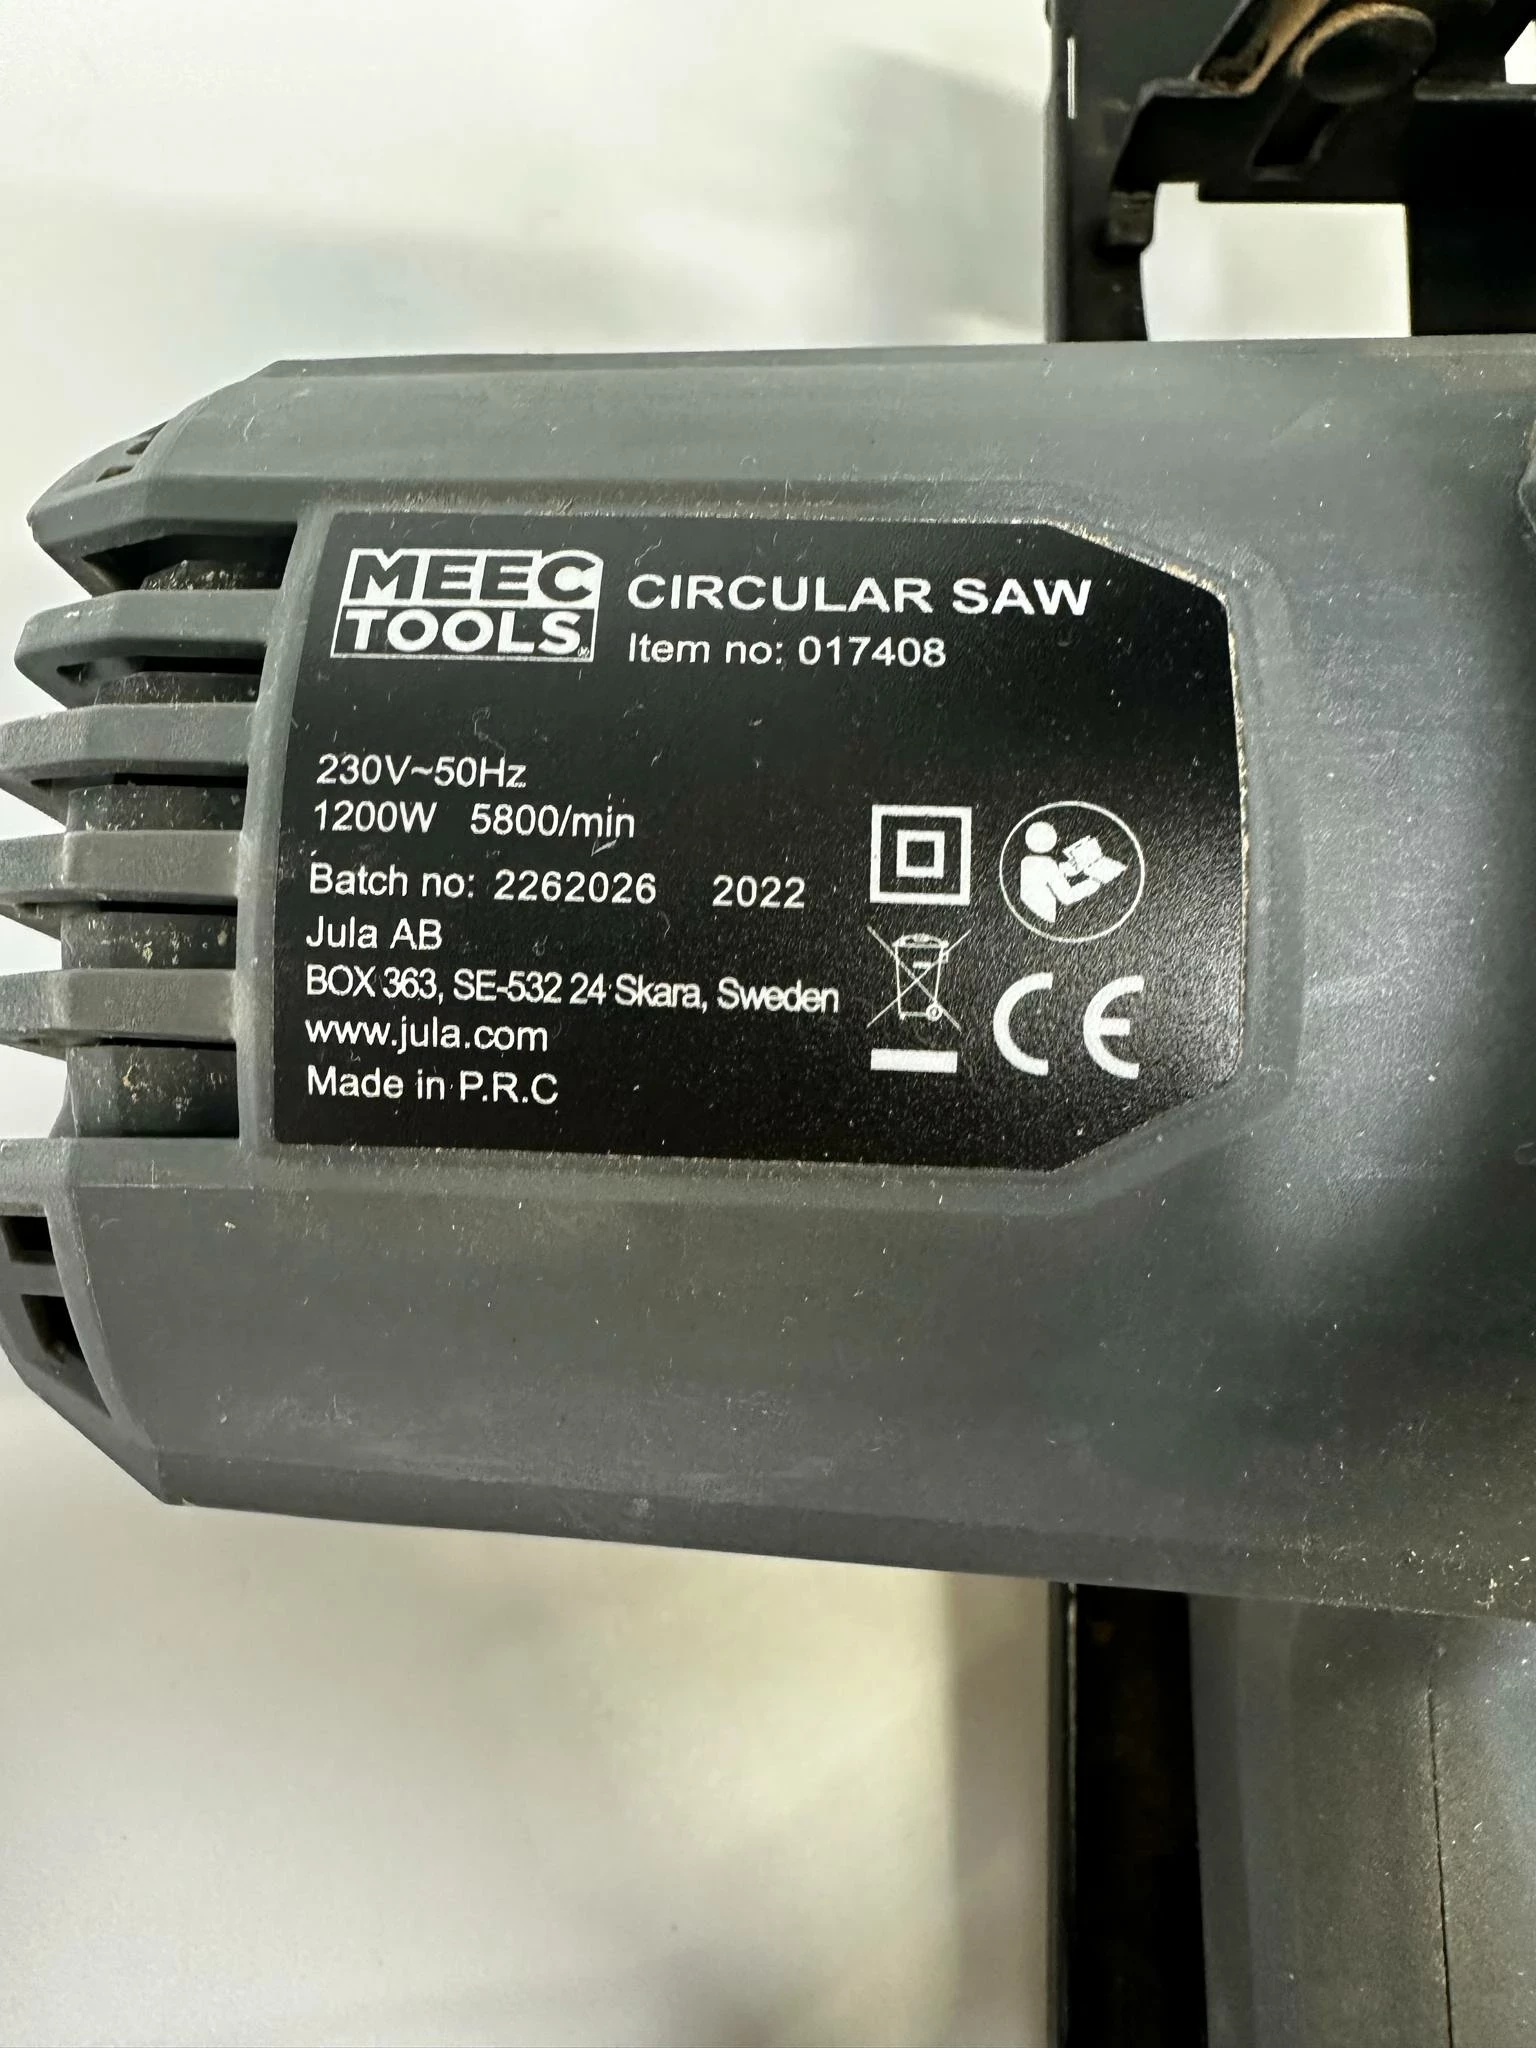 MEEC
TOOLS
CIRCULAR SAW
Item no: 017408
230V~50Hz
1200W 5800/min
Batch no: 2262026 2022
Jula AB
BOX 363, SE-532 24 Skara, Sweden
www.jula.com
Made in P.R.C
CE